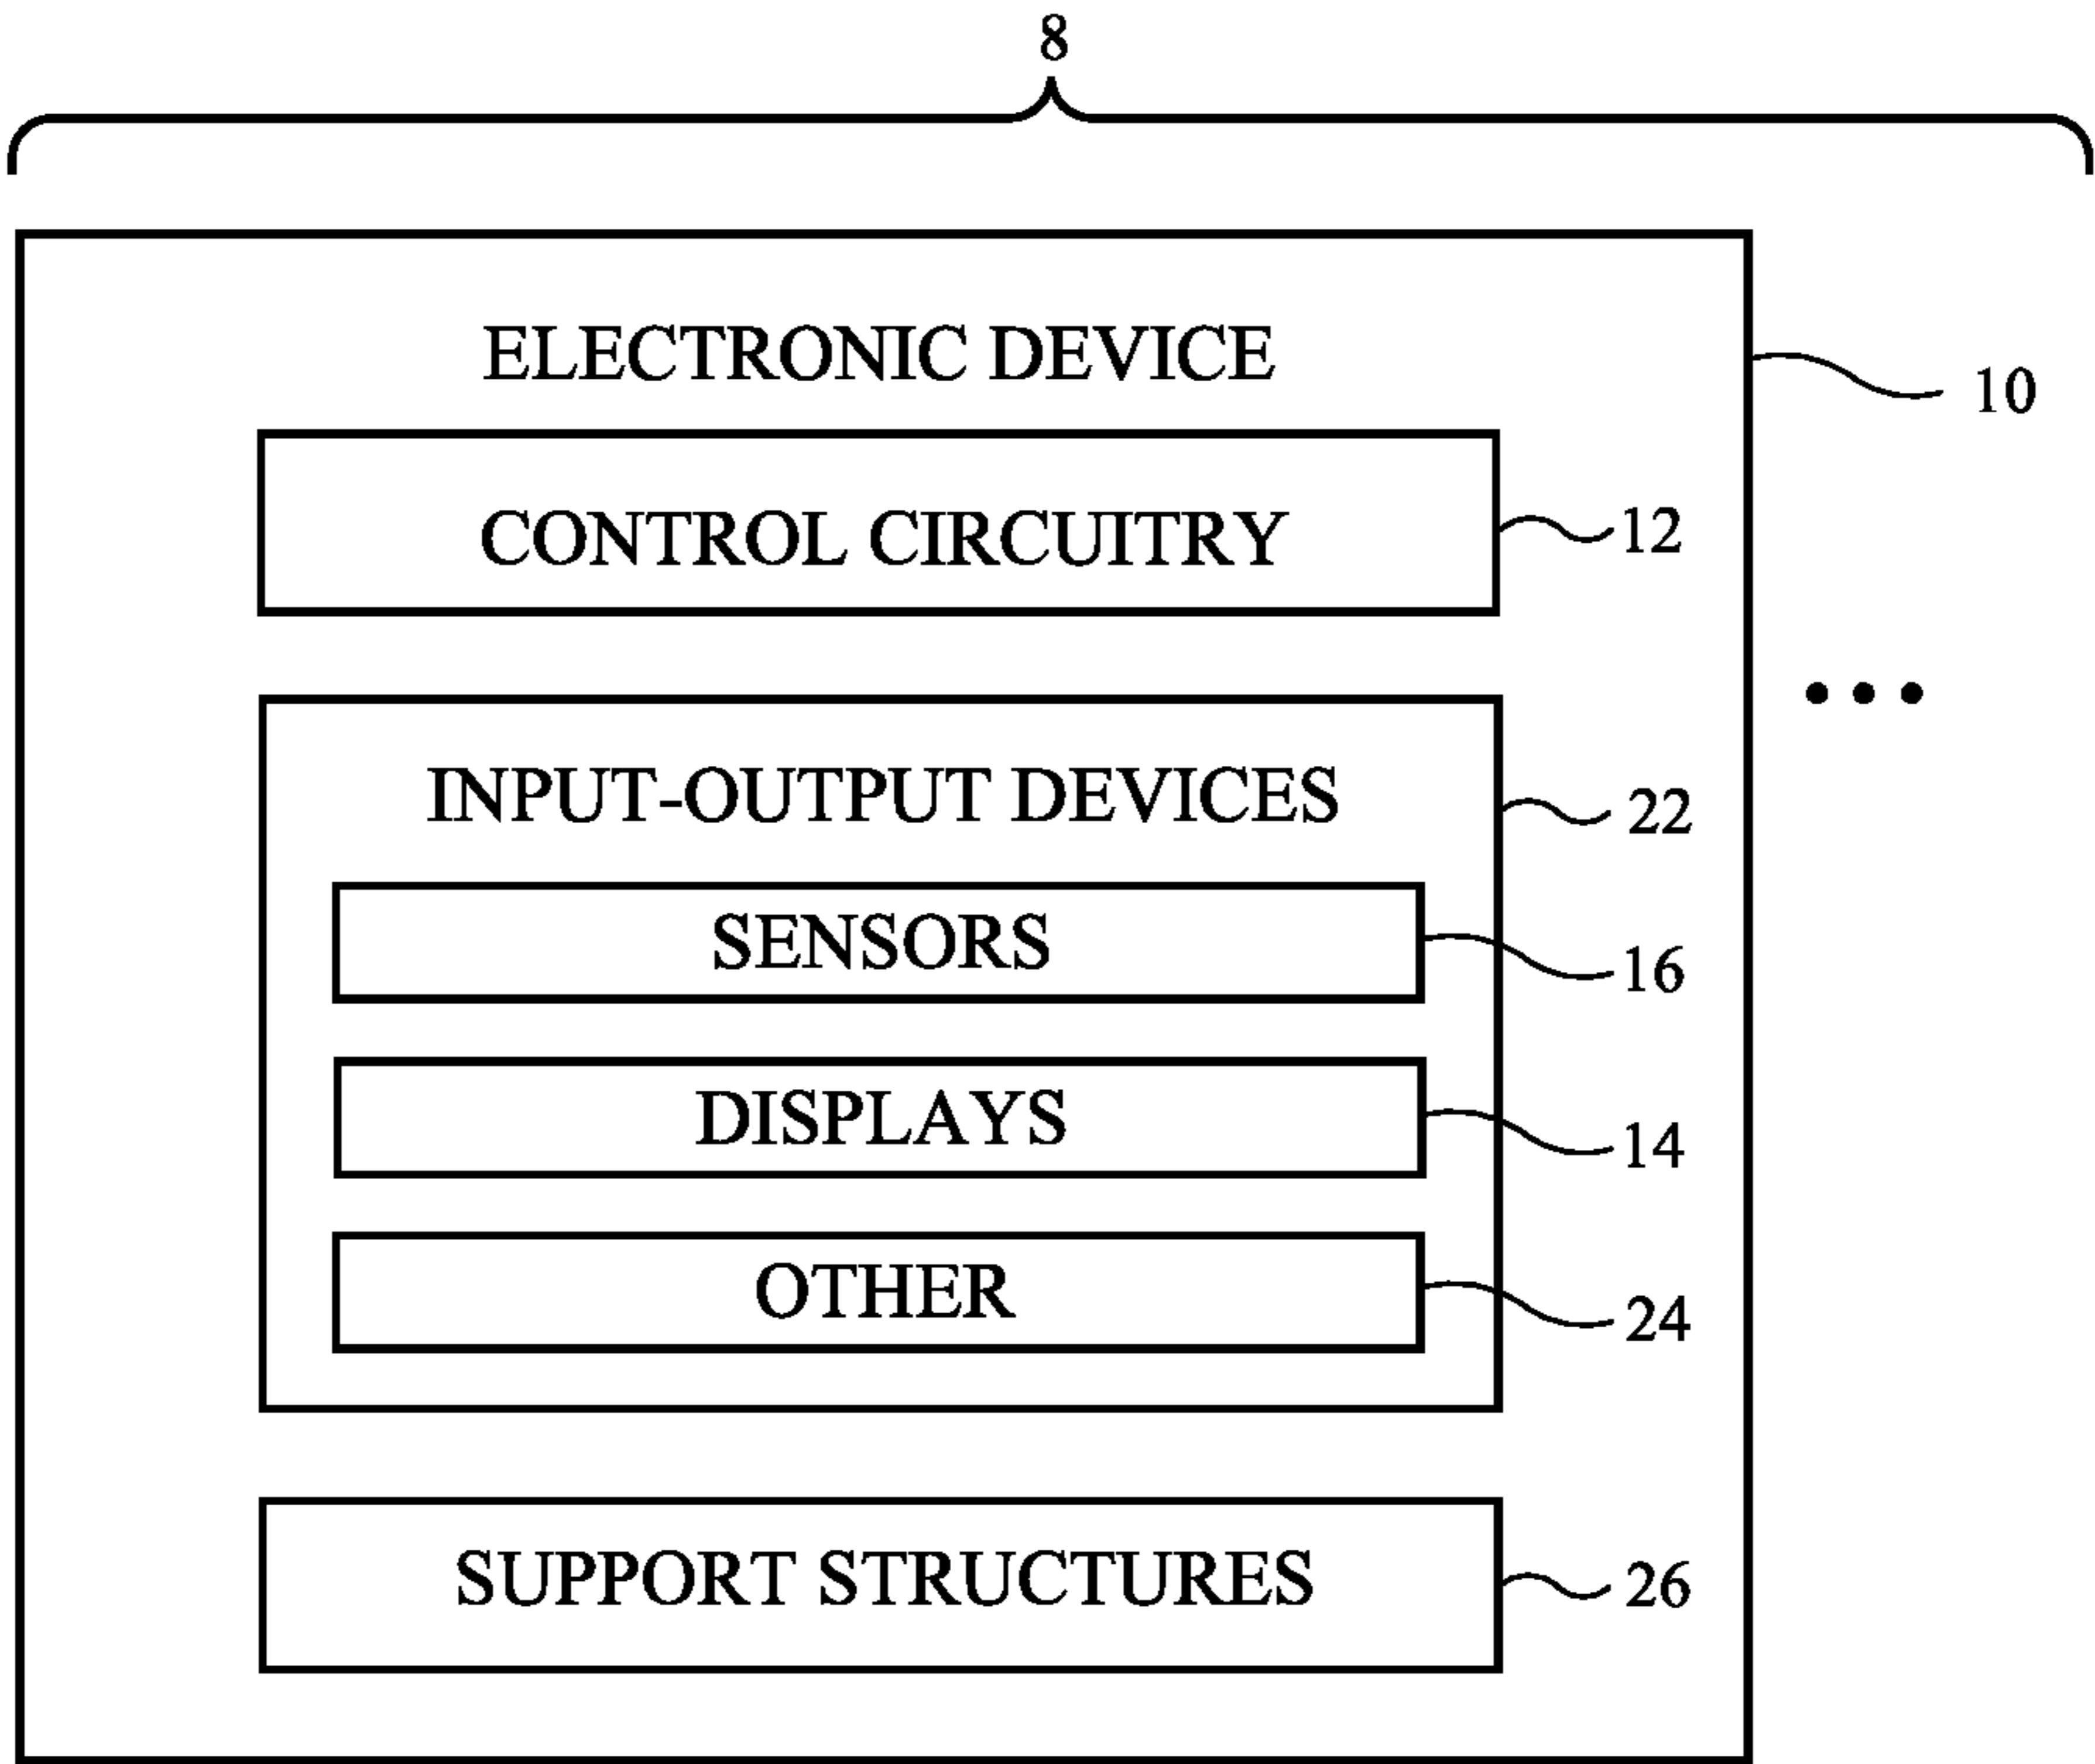 8
ELECTRONIC DEVICE
10
CONTROL CIRCUITRY
12
INPUT-OUTPUT DEVICES
22
SENSORS
16
DISPLAYS
14
OTHER
24
SUPPORT STRUCTURES
26